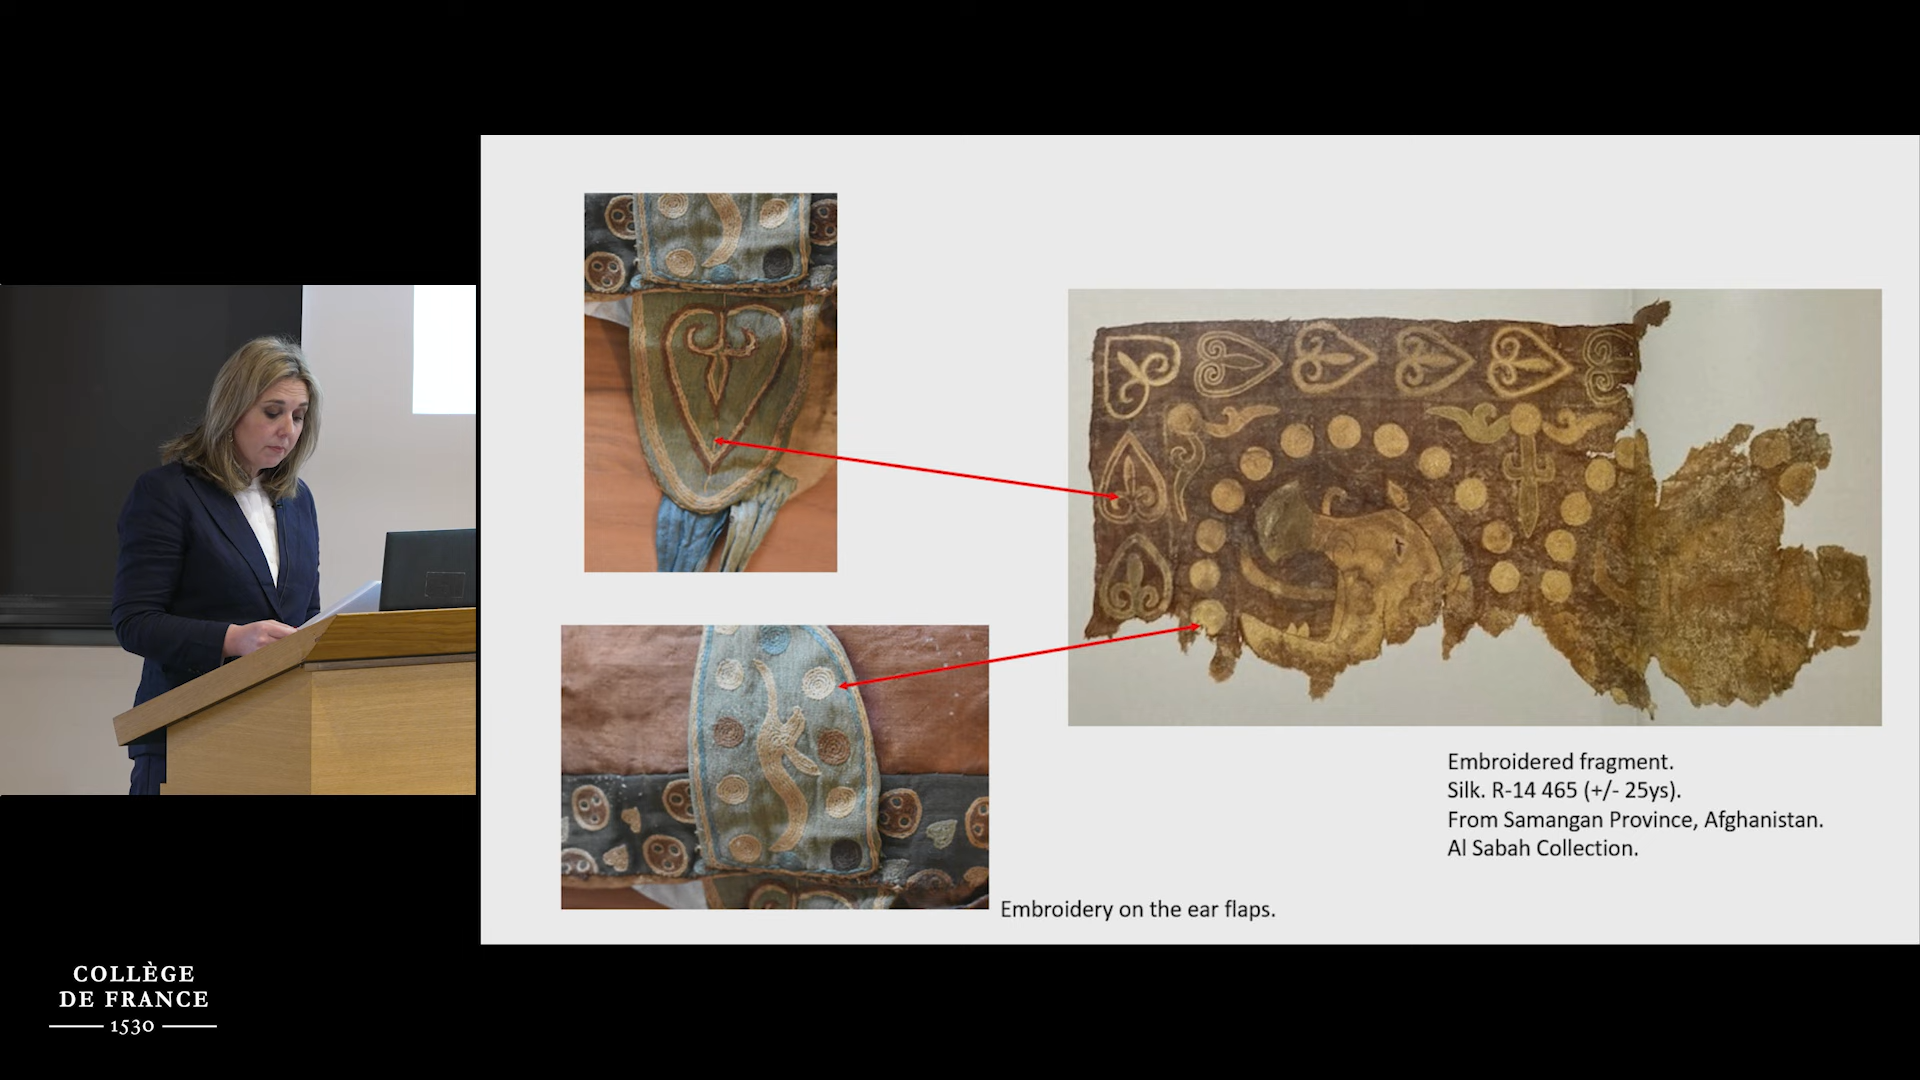 Embroidered fragment.
Silk. R-14 465 (+/- 25ys).
From Samangan Province, Afghanistan.
Al Sabah Collection.
Embroidery on the ear flaps.
COLLÈGE
DE FRANCE
1530